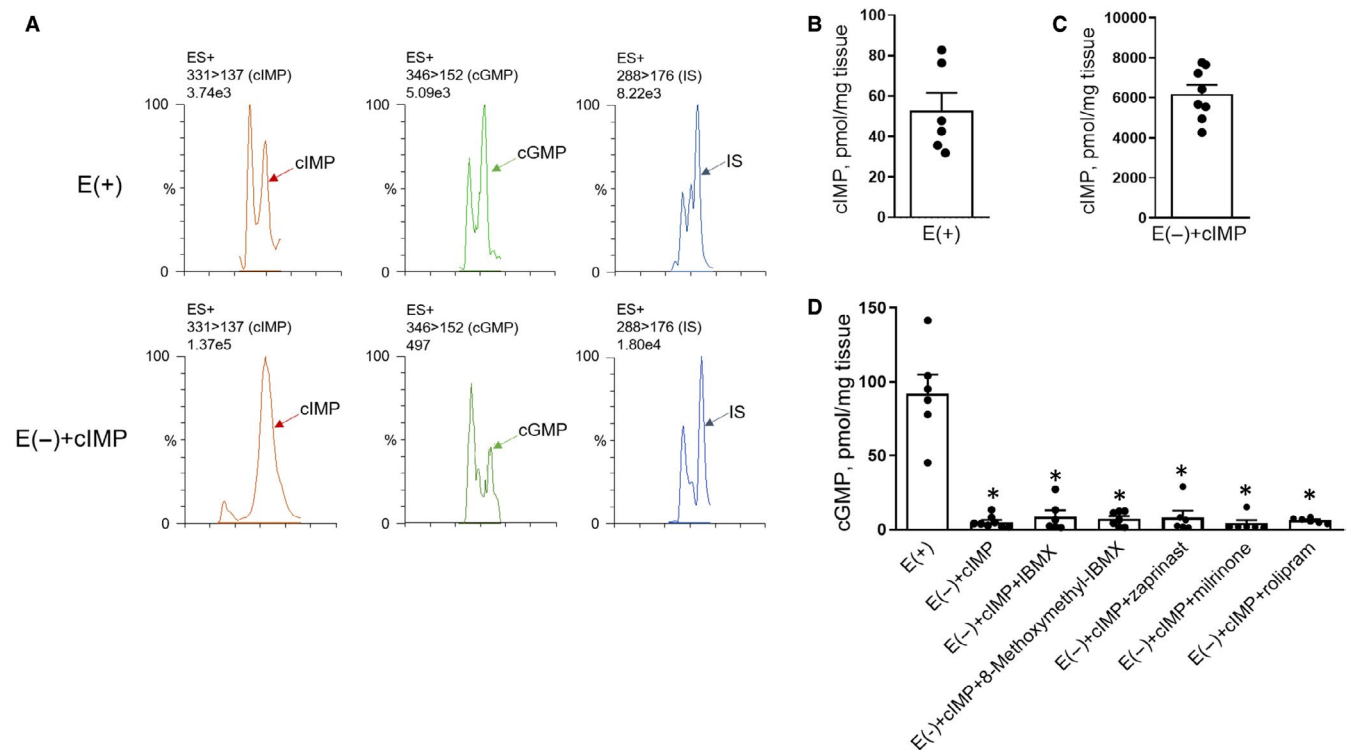 A
E(+)
ES+
331>137 (cIMP)
3.74e3
100
%
0
cIMP
ES+
346>152 (cGMP)
5.09e3
100
%
0
cGMP
ES+
288>176 (IS)
8.22e3
100
%
0
IS
E(−)+cIMP
ES+
331>137 (cIMP)
1.37e5
100
%
0
cIMP
ES+
346>152 (cGMP)
497
100
%
0
cGMP
ES+
288>176 (IS)
1.80e4
100
%
0
IS
B
cIMP, pmol/mg tissue
100
80
60
40
20
0
E(+)
C
cIMP, pmol/mg tissue
10000
8000
6000
4000
2000
0
E(−)+cIMP
D
cGMP, pmol/mg tissue
150
100
50
0
* * * * * *
E(+)
E(−)+cIMP
E(−)+cIMP+IBMX
E(-)+cIMP+8-Methoxymethyl-IBMX
E(−)+cIMP+zaprinast
E(−)+cIMP+milrinone
E(−)+cIMP+rolipram